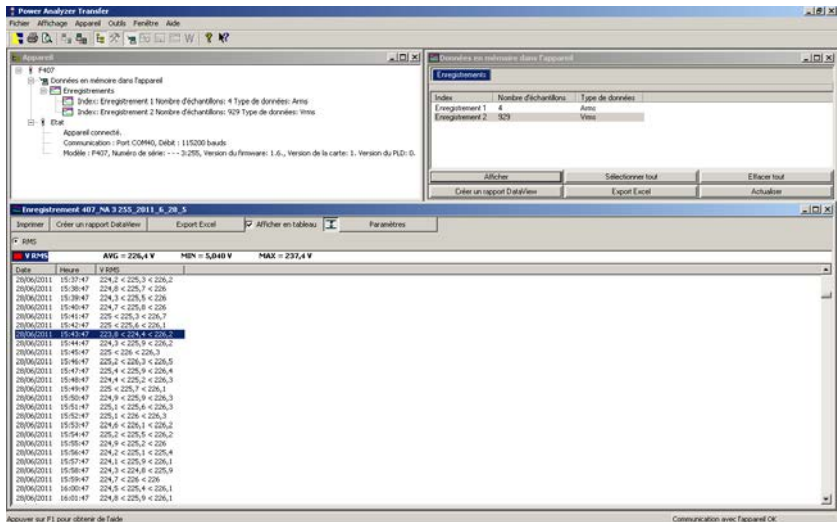 Power Analyzer Transfer
Fichier Affichage Appareil Outils Fenêtre Aide
Appareil
F407
Données en mémoire dans l'appareil
Enregistrements
Index: Enregistrement 1 Nombre d'échantillons: 4 Type de données: Arms
Index: Enregistrement 2 Nombre d'échantillons: 929 Type de données: Vrms
Etat
Appareil connecté.
Communication : Port COM40, Débit : 115200 bauds
Modèle : F407, Numéro de série: - - - 3:255, Version du firmware: 1.6., Version de la carte: 1. Version du PLD: 0.
Données en mémoire dans l'appareil
Enregistrements
Index Nombre d'échantillons Type de données
Enregistrement 1 4 Arms
Enregistrement 2 929 Vrms
Afficher Sélectionner tout Effacer tout
Créer un rapport DataView Export Excel Actualiser
Enregistrement 407_NA 3 255_2011_6_28_5
Imprimer Créer un rapport DataView Export Excel Afficher en tableau Paramètres
RMS
V RMS AVG = 226,4 V MIN = 5,040 V MAX = 237,4 V
Date Heure V RMS
28/06/2011 15:37:47 224,2 < 225,3 < 226,2
28/06/2011 15:38:47 224,8 < 225,7 < 226
28/06/2011 15:39:47 224,3 < 225,5 < 226
28/06/2011 15:40:47 224,7 < 225,8 < 226
28/06/2011 15:41:47 225 < 225,3 < 226,7
28/06/2011 15:42:47 225 < 225,6 < 226,1
28/06/2011 15:43:47 223,8 < 224,4 < 226,2
28/06/2011 15:44:47 224,3 < 225,9 < 226,2
28/06/2011 15:45:47 225 < 226 < 226,3
28/06/2011 15:46:47 225,2 < 226,3 < 226,5
28/06/2011 15:47:47 225,4 < 225,9 < 226,4
28/06/2011 15:48:47 224,4 < 225,2 < 226,3
28/06/2011 15:49:47 225 < 225,7 < 226,1
28/06/2011 15:50:47 224,9 < 225,9 < 226,3
28/06/2011 15:51:47 225,1 < 225,6 < 226,3
28/06/2011 15:52:47 225,1 < 226 < 226,3
28/06/2011 15:53:47 224,6 < 226,1 < 226,2
28/06/2011 15:54:47 225,2 < 225,5 < 226,2
28/06/2011 15:55:47 224,9 < 225,2 < 226
28/06/2011 15:56:47 224,2 < 225,1 < 225,4
28/06/2011 15:57:47 224,1 < 225,9 < 226,1
28/06/2011 15:58:47 224,3 < 224,8 < 225,9
28/06/2011 15:59:47 224,7 < 226 < 226
28/06/2011 16:00:47 224,5 < 225,4 < 226,1
28/06/2011 16:01:47 224,8 < 225,9 < 226,1
Appuyer sur F1 pour obtenir de l'aide Communication avec l'appareil OK